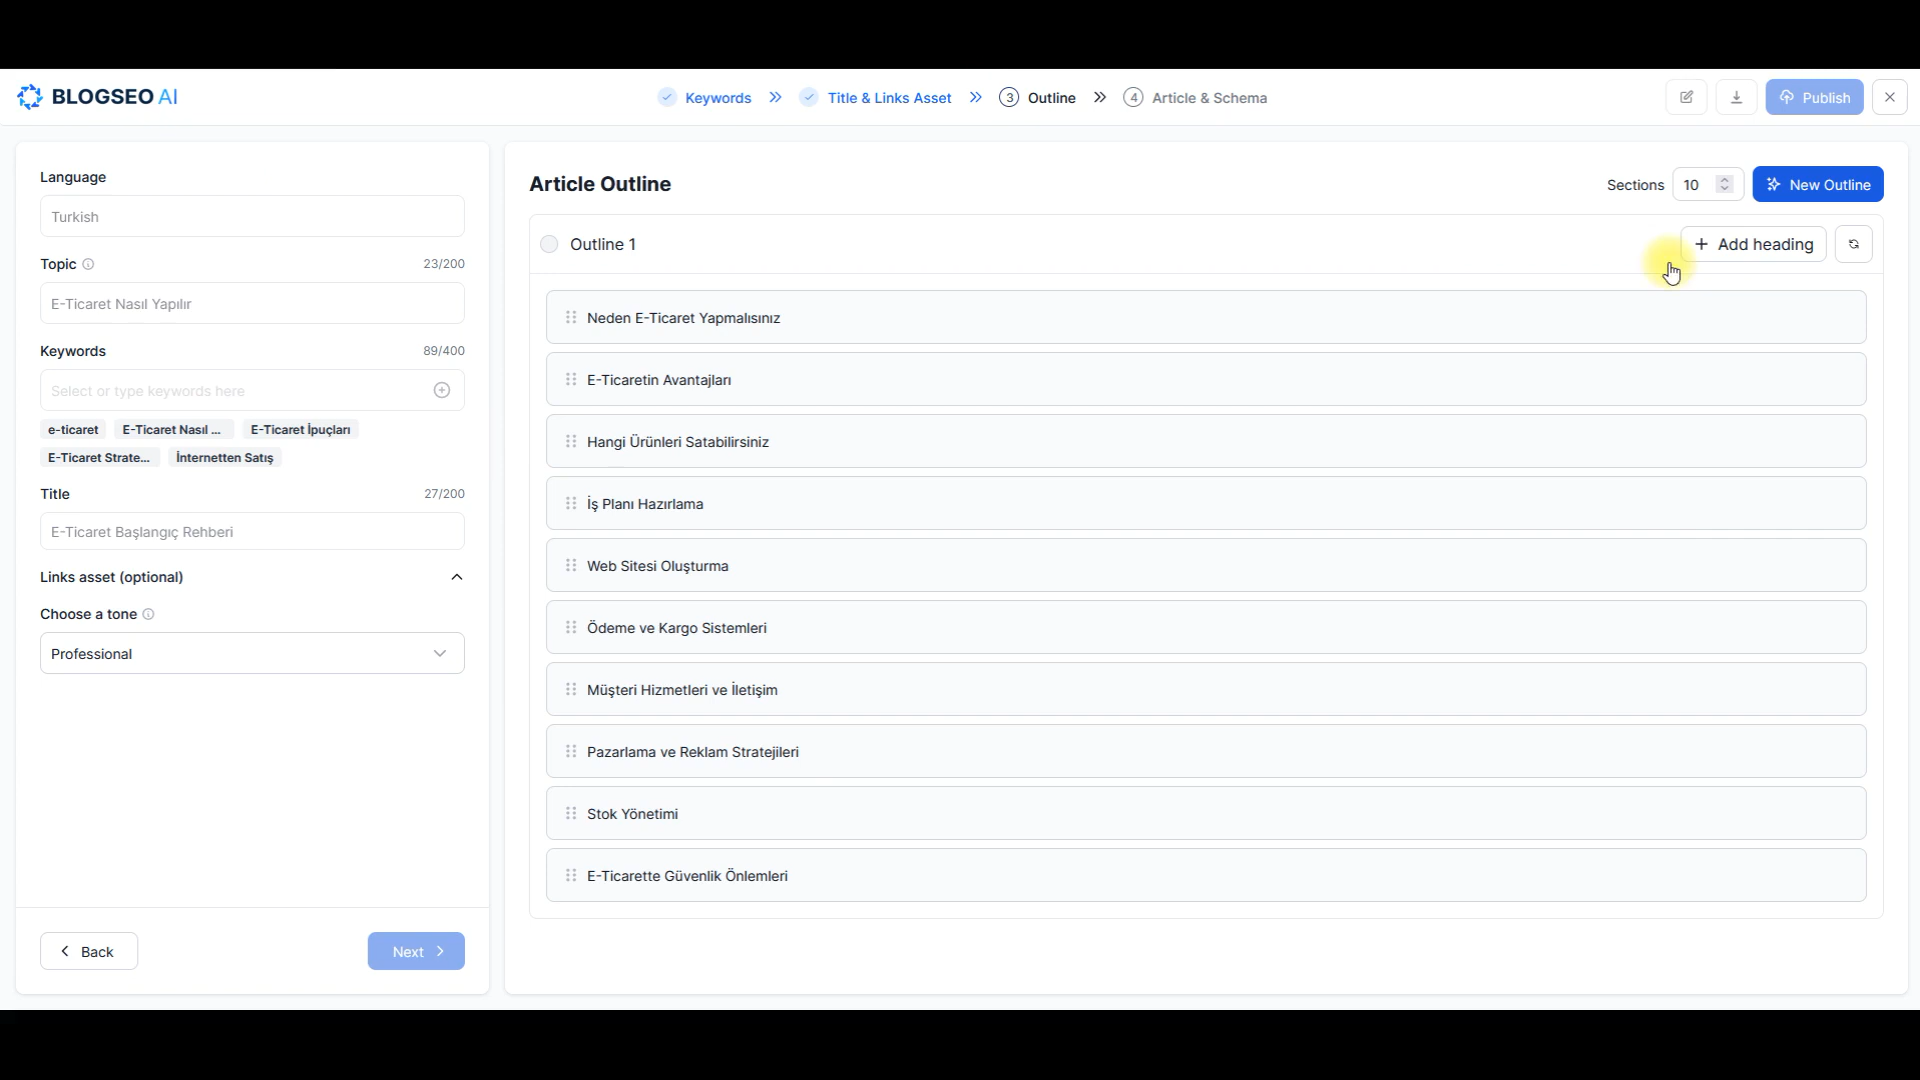 BLOGSEO AI
Keywords
Title & Links Asset
3 Outline
4 Article & Schema
Publish
Language
Turkish
Topic
23/200
E-Ticaret Nasıl Yapılır
Keywords
89/400
Select or type keywords here
e-ticaret
E-Ticaret Nasıl ...
E-Ticaret İpuçları
E-Ticaret Strate...
İnternetten Satış
Title
27/200
E-Ticaret Başlangıç Rehberi
Links asset (optional)
Choose a tone
Professional
Back
Next
Article Outline
Sections
10
New Outline
Outline 1
Add heading
Neden E-Ticaret Yapmalısınız
E-Ticaretin Avantajları
Hangi Ürünleri Satabilirsiniz
İş Planı Hazırlama
Web Sitesi Oluşturma
Ödeme ve Kargo Sistemleri
Müşteri Hizmetleri ve İletişim
Pazarlama ve Reklam Stratejileri
Stok Yönetimi
E-Ticarette Güvenlik Önlemleri